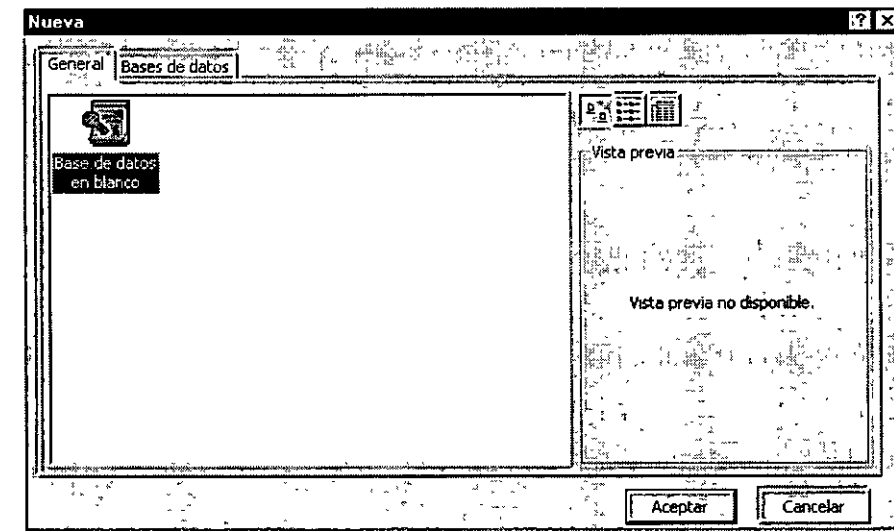 Nueva
General
Bases de datos
Base de datos
en blanco
Vista previa
Vista previa no disponible.
Aceptar
Cancelar